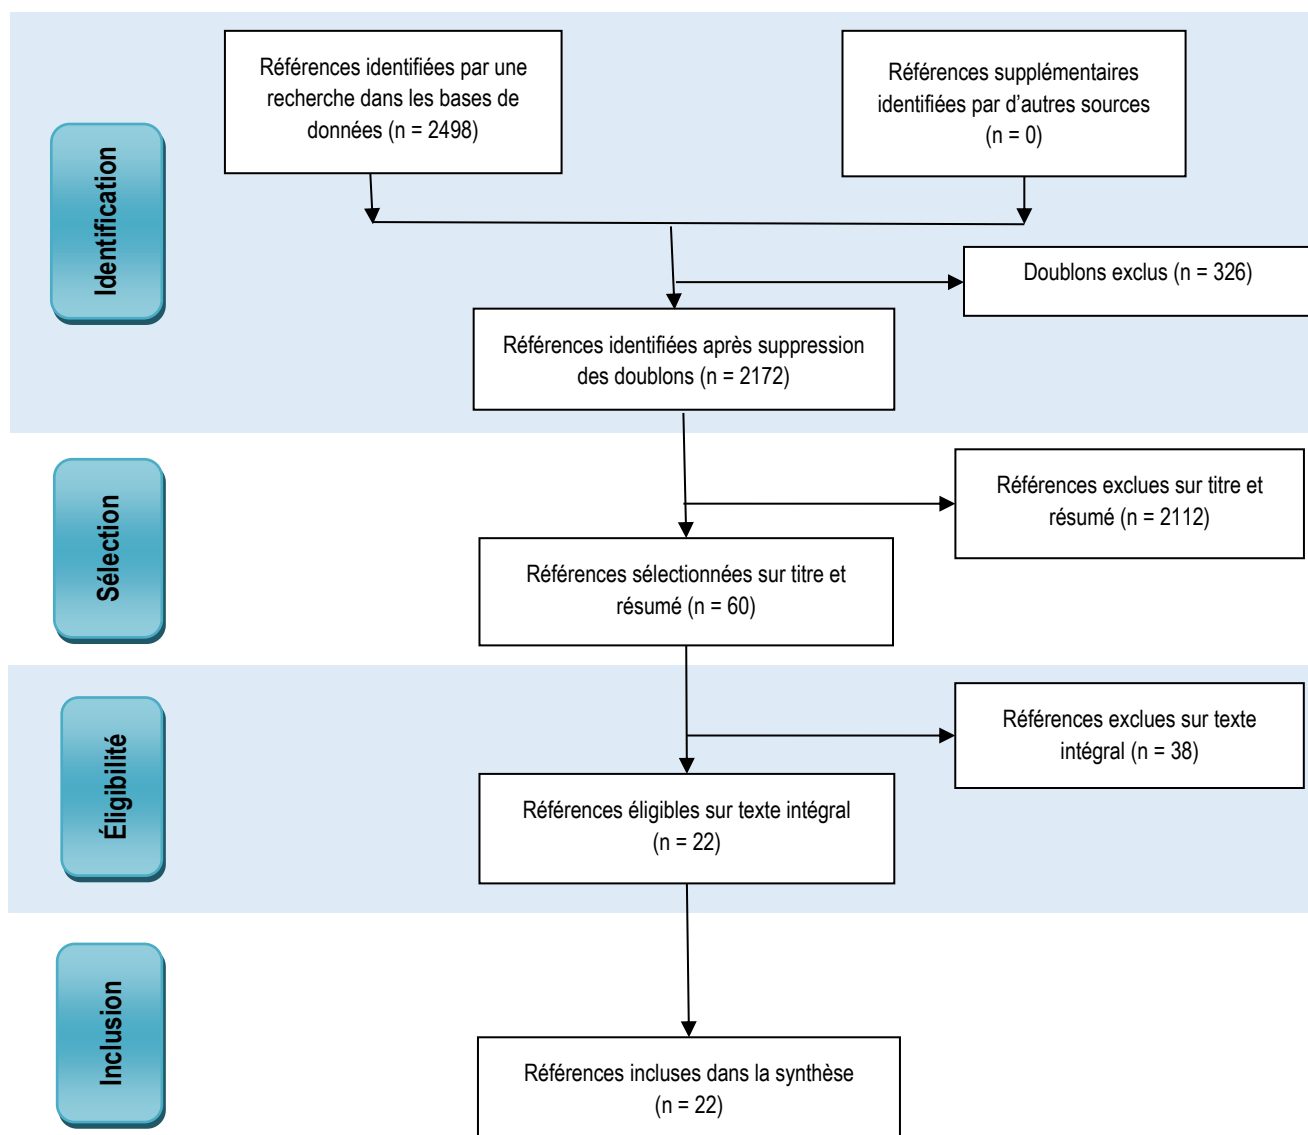 Références identifiées par une
recherche dans les bases de
données (n = 2498)
Références supplémentaires
identifiées par d’autres sources
(n = 0)
Identification
Doublons exclus (n = 326)
Références identifiées après suppression
des doublons (n = 2172)
Sélection
Références exclues sur titre et
résumé (n = 2112)
Références sélectionnées sur titre et
résumé (n = 60)
Éligibilité
Références exclues sur texte
intégral (n = 38)
Références éligibles sur texte intégral
(n = 22)
Inclusion
Références incluses dans la synthèse
(n = 22)